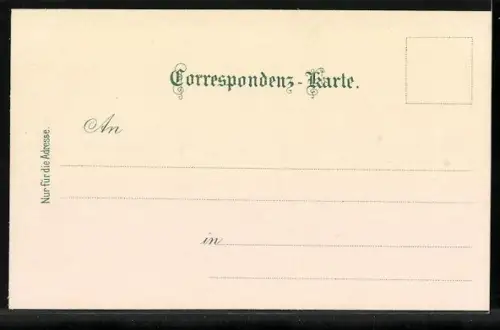 Correspondenz-Karte.
An
in
Nur für die Adresse.